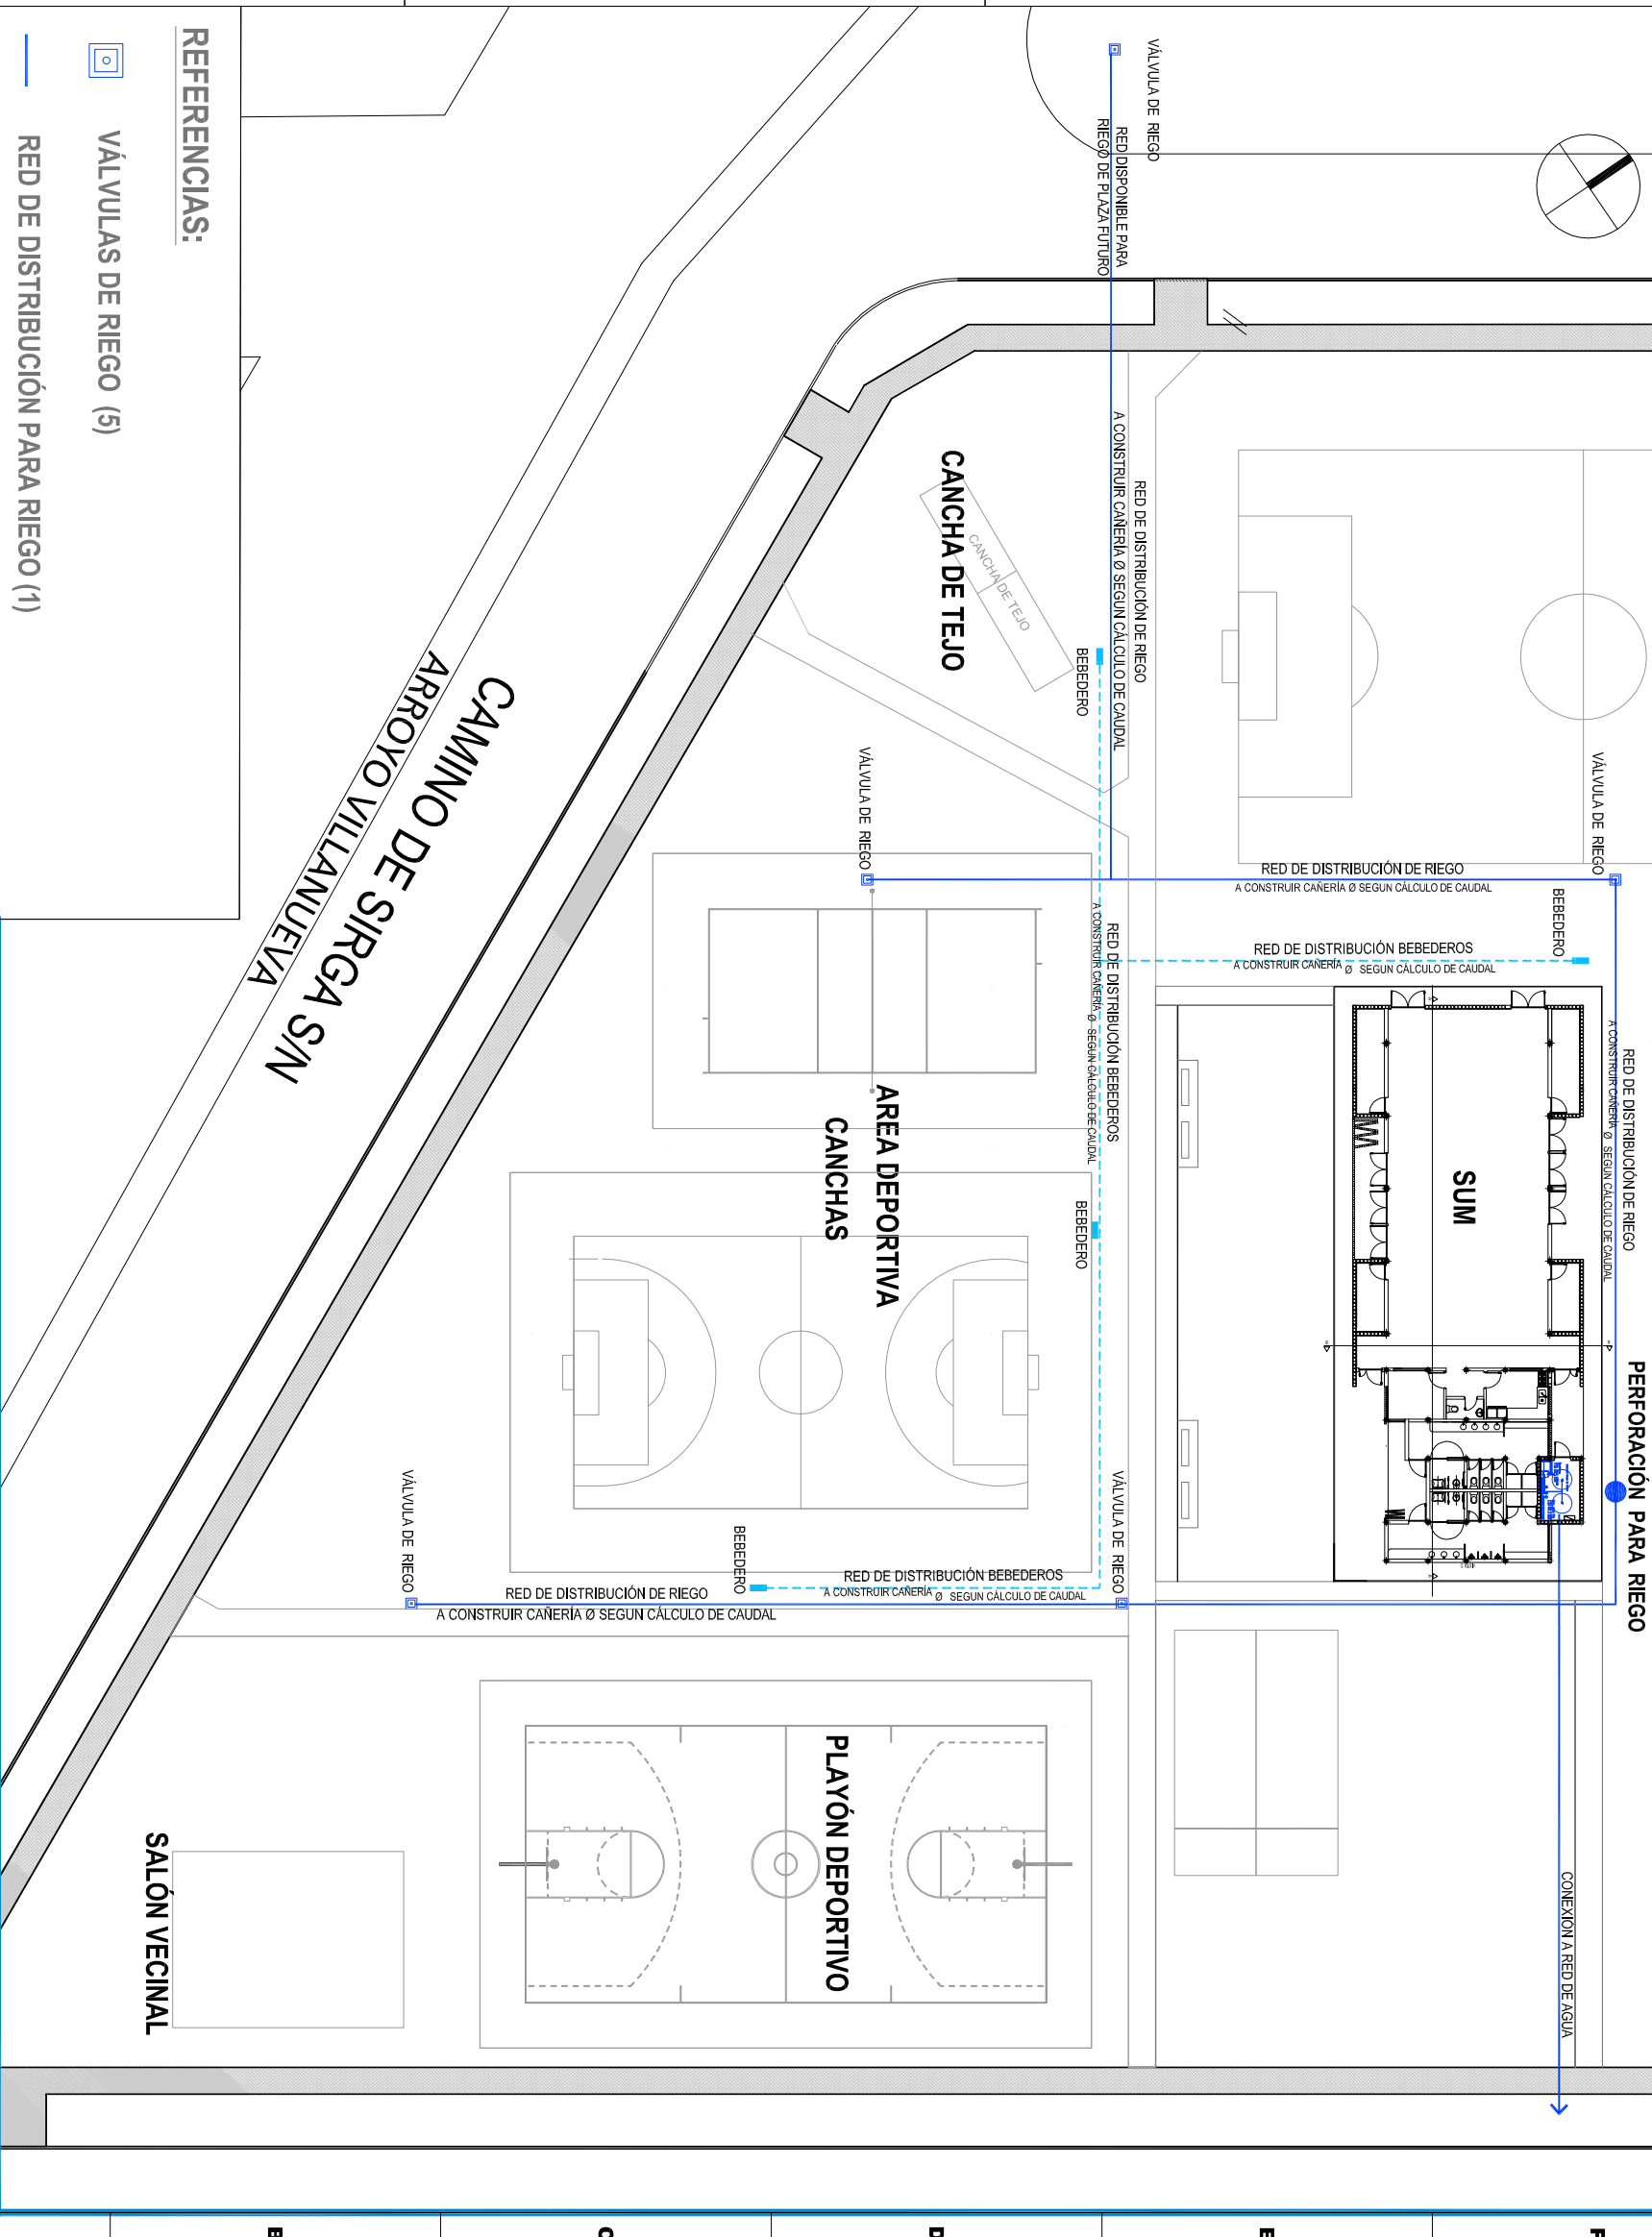 REFERENCIAS:
VÁLVULAS DE RIEGO (5)
RED DE DISTRIBUCIÓN PARA RIEGO (1)
VÁLVULA DE RIEGO
RED DISPONIBLE PARA
RIEGO DE PLAZA FUTURO
RED DE DISTRIBUCIÓN DE RIEGO
A CONSTRUIR CAÑERÍA Ø SEGUN CÁLCULO DE CAUDAL
CANCHA DE TEJO
CANCHA DE TEJO
BEBEDERO
VÁLVULA DE RIEGO
VÁLVULA DE RIEGO
RED DE DISTRIBUCIÓN DE RIEGO
A CONSTRUIR CAÑERÍA Ø SEGUN CÁLCULO DE CAUDAL
BEBEDERO
RED DE DISTRIBUCIÓN BEBEDEROS
A CONSTRUIR CAÑERÍA Ø SEGUN CÁLCULO DE CAUDAL
RED DE DISTRIBUCIÓN BEBEDEROS
A CONSTRUIR CAÑERÍA Ø SEGUN CÁLCULO DE CAUDAL
RED DE DISTRIBUCIÓN DE RIEGO
A CONSTRUIR CAÑERÍA Ø SEGUN CÁLCULO DE CAUDAL
SUM
CAMINO DE SIRGA S/N
ARROYO VILLANUEVA
AREA DEPORTIVA
CANCHAS
BEBEDERO
PERFORACIÓN PARA RIEGO
VÁLVULA DE RIEGO
VÁLVULA DE RIEGO
BEBEDERO
RED DE DISTRIBUCIÓN BEBEDEROS
A CONSTRUIR CAÑERÍA Ø SEGUN CÁLCULO DE CAUDAL
RED DE DISTRIBUCIÓN DE RIEGO
A CONSTRUIR CAÑERÍA Ø SEGUN CÁLCULO DE CAUDAL
PLAYÓN DEPORTIVO
SALÓN VECINAL
CONEXIÓN A RED DE AGUA